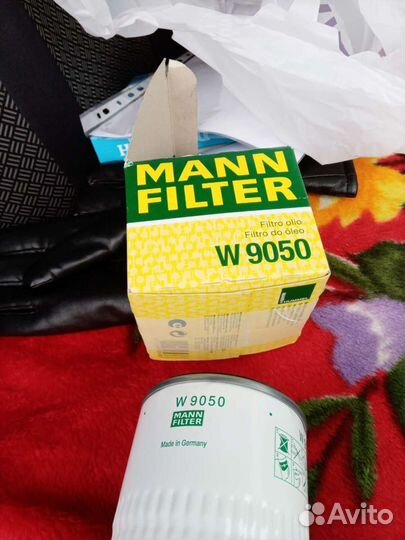 MANN
FILTER
Filtro olio
Filtro do óleo
W 9050
W 9050
MANN
FILTER
Made in Germany
Avito